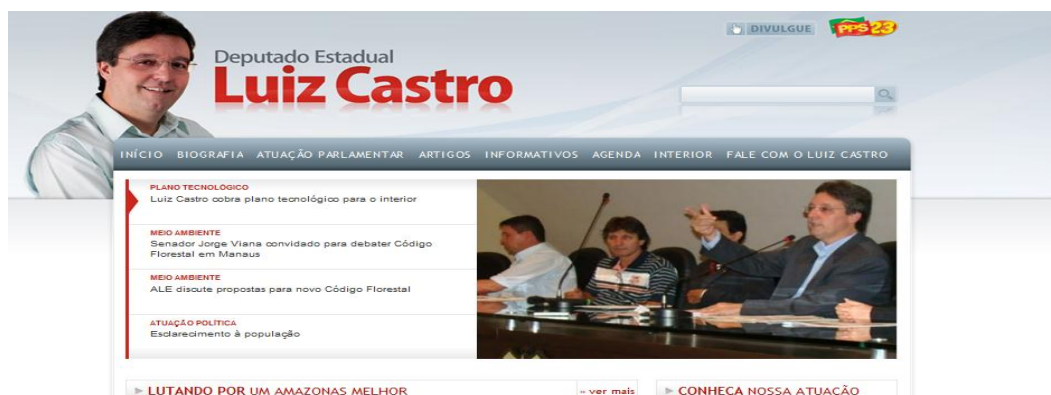 DIVULGUE
PPS23
Deputado Estadual
Luiz Castro
INÍCIO BIOGRAFIA ATUAÇÃO PARLAMENTAR ARTIGOS INFORMATIVOS AGENDA INTERIOR FALE COM O LUIZ CASTRO
PLANO TECNOLÓGICO
Luiz Castro cobra plano tecnológico para o interior
MEIO AMBIENTE
Senador Jorge Viana convidado para debater Código
Florestal em Manaus
MEIO AMBIENTE
ALE discute propostas para novo Código Florestal
ATUAÇÃO POLÍTICA
Esclarecimento à população
LUTANDO POR UM AMAZONAS MELHOR
» ver mais
CONHEÇA NOSSA ATUAÇÃO